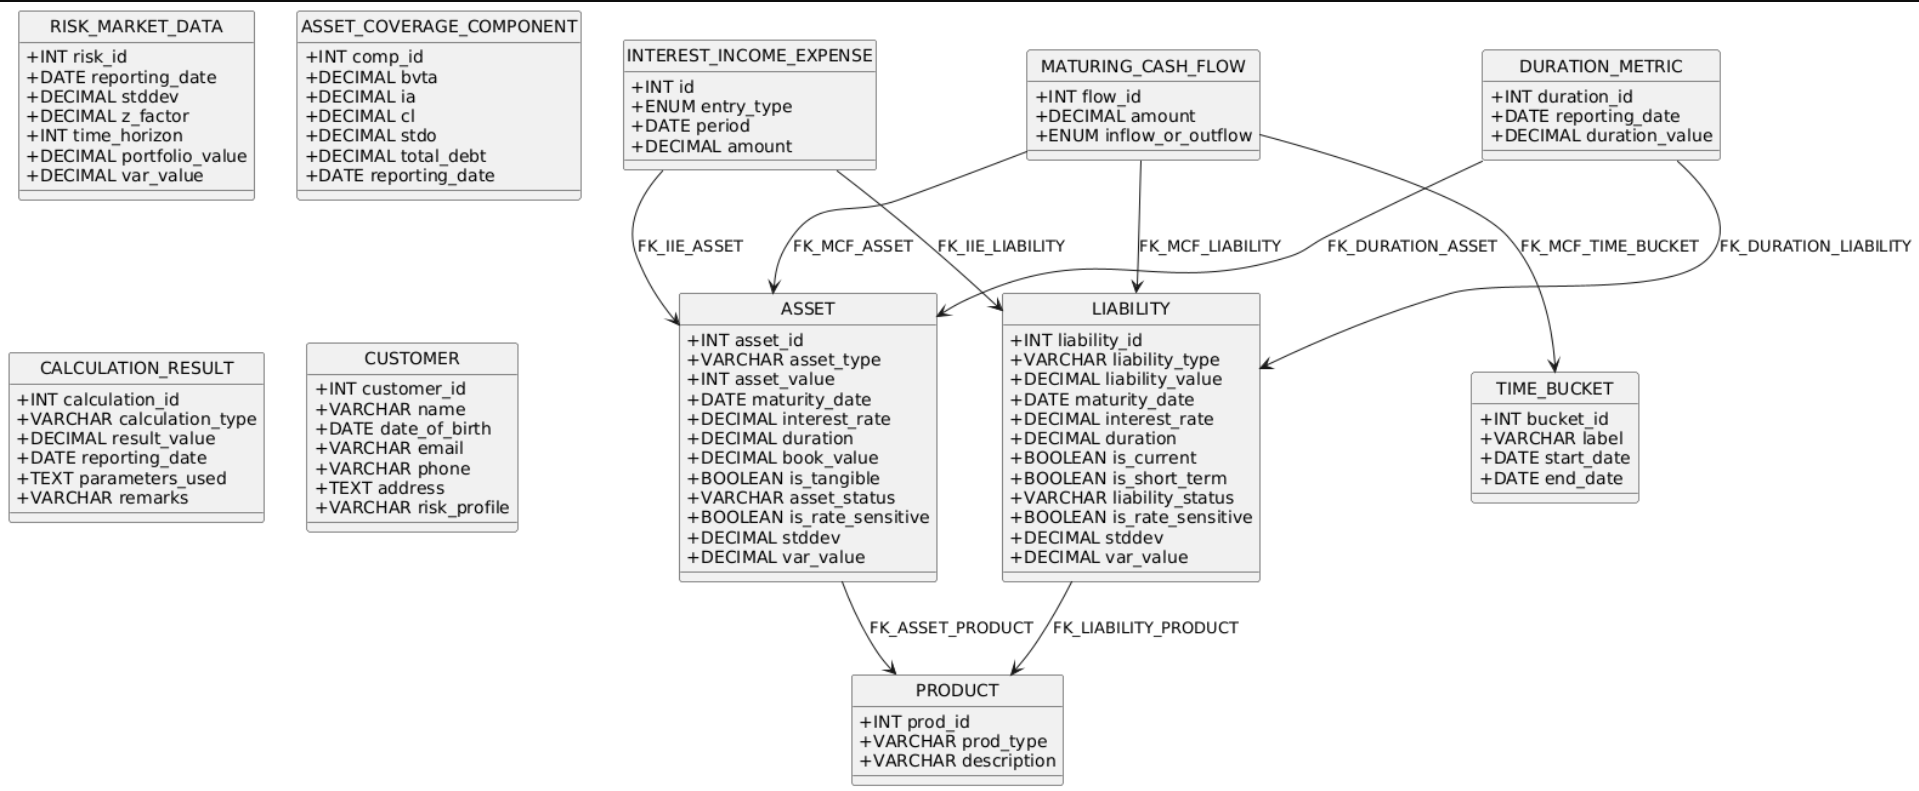 RISK_MARKET_DATA
+INT risk_id
+DATE reporting_date
+DECIMAL stddev
+DECIMAL z_factor
+INT time_horizon
+DECIMAL portfolio_value
+DECIMAL var_value
ASSET_COVERAGE_COMPONENT
+INT comp_id
+DECIMAL bvta
+DECIMAL ia
+DECIMAL cl
+DECIMAL stdo
+DECIMAL total_debt
+DATE reporting_date
INTEREST_INCOME_EXPENSE
+INT id
+ENUM entry_type
+DATE period
+DECIMAL amount
MATURING_CASH_FLOW
+INT flow_id
+DECIMAL amount
+ENUM inflow_or_outflow
DURATION_METRIC
+INT duration_id
+DATE reporting_date
+DECIMAL duration_value
FK_IIE_ASSET
FK_MCF_ASSET
FK_IIE_LIABILITY
FK_MCF_LIABILITY
FK_DURATION_ASSET
FK_MCF_TIME_BUCKET
FK_DURATION_LIABILITY
CALCULATION_RESULT
+INT calculation_id
+VARCHAR calculation_type
+DECIMAL result_value
+DATE reporting_date
+TEXT parameters_used
+VARCHAR remarks
CUSTOMER
+INT customer_id
+VARCHAR name
+DATE date_of_birth
+VARCHAR email
+VARCHAR phone
+TEXT address
+VARCHAR risk_profile
ASSET
+INT asset_id
+VARCHAR asset_type
+INT asset_value
+DATE maturity_date
+DECIMAL interest_rate
+DECIMAL duration
+DECIMAL book_value
+BOOLEAN is_tangible
+VARCHAR asset_status
+BOOLEAN is_rate_sensitive
+DECIMAL stddev
+DECIMAL var_value
LIABILITY
+INT liability_id
+VARCHAR liability_type
+DECIMAL liability_value
+DATE maturity_date
+DECIMAL interest_rate
+DECIMAL duration
+BOOLEAN is_current
+BOOLEAN is_short_term
+VARCHAR liability_status
+BOOLEAN is_rate_sensitive
+DECIMAL stddev
+DECIMAL var_value
TIME_BUCKET
+INT bucket_id
+VARCHAR label
+DATE start_date
+DATE end_date
FK_ASSET_PRODUCT
FK_LIABILITY_PRODUCT
PRODUCT
+INT prod_id
+VARCHAR prod_type
+VARCHAR description